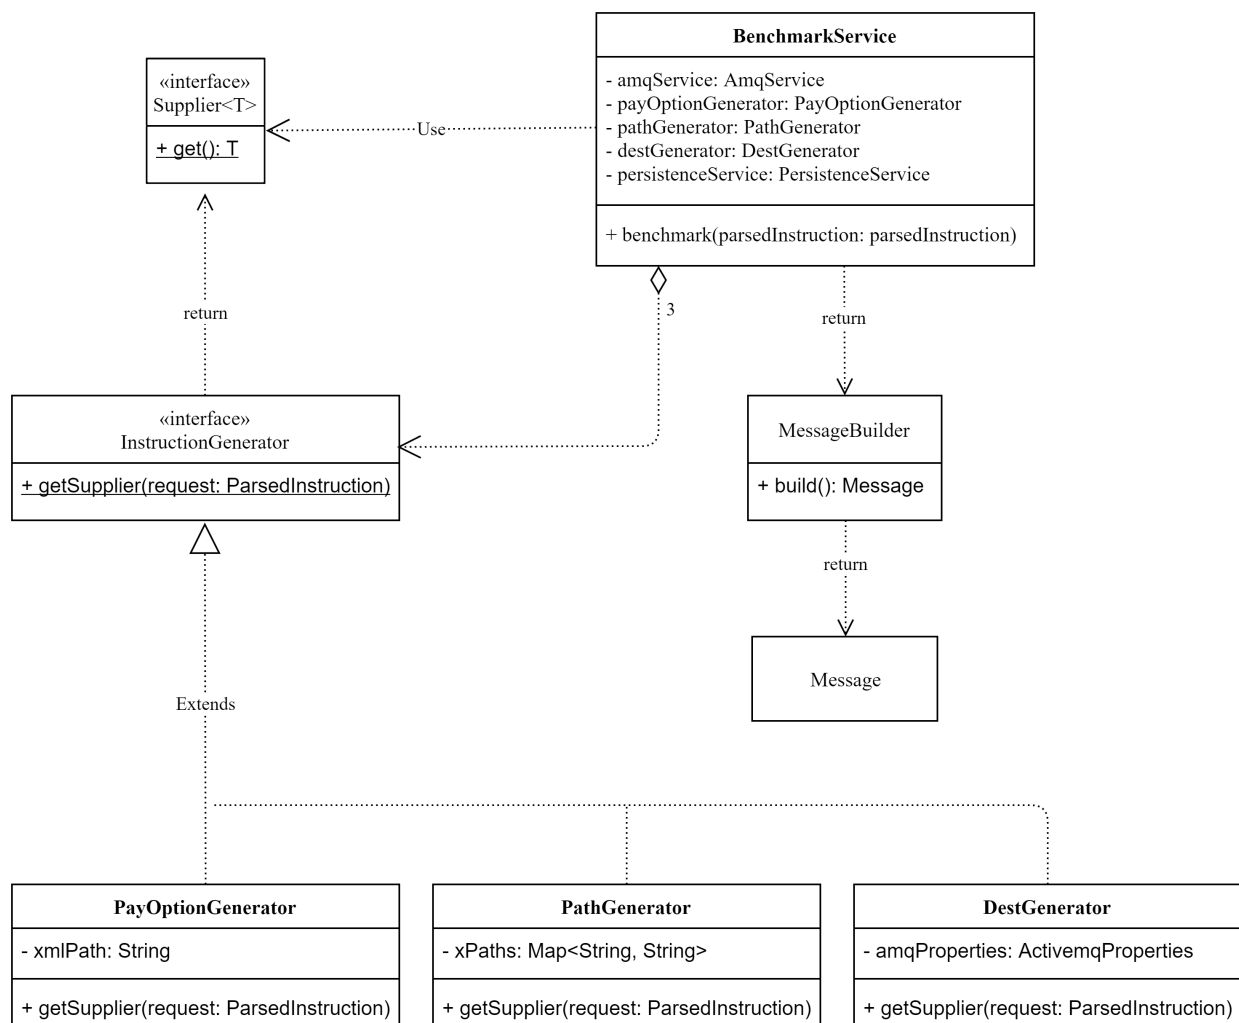 BenchmarkService
- amqService: AmqService
- payOptionGenerator: PayOptionGenerator
- pathGenerator: PathGenerator
- destGenerator: DestGenerator
- persistenceService: PersistenceService
+ benchmark(parsedInstruction: parsedInstruction)
«interface»
Supplier<T>
+ get(): T
Use
return
3
return
«interface»
InstructionGenerator
+ getSupplier(request: ParsedInstruction)
MessageBuilder
+ build(): Message
return
Message
Extends
PayOptionGenerator
- xmlPath: String
+ getSupplier(request: ParsedInstruction)
PathGenerator
- xPaths: Map<String, String>
+ getSupplier(request: ParsedInstruction)
DestGenerator
- amqProperties: ActivemqProperties
+ getSupplier(request: ParsedInstruction)